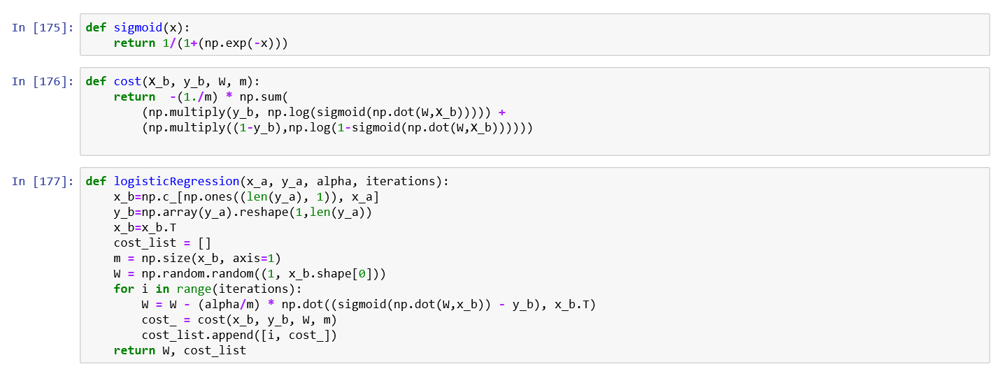 In [175]: def sigmoid(x):
    return 1/(1+(np.exp(-x)))
In [176]: def cost(X_b, y_b, W, m):
    return  -(1./m) * np.sum(
        (np.multiply(y_b, np.log(sigmoid(np.dot(W,X_b))))) +
        (np.multiply((1-y_b),np.log(1-sigmoid(np.dot(W,X_b))))))
In [177]: def logisticRegression(x_a, y_a, alpha, iterations):
    x_b=np.c_[np.ones((len(y_a), 1)), x_a]
    y_b=np.array(y_a).reshape(1,len(y_a))
    x_b=x_b.T
    cost_list = []
    m = np.size(x_b, axis=1)
    W = np.random.random((1, x_b.shape[0]))
    for i in range(iterations):
        W = W - (alpha/m) * np.dot((sigmoid(np.dot(W,x_b)) - y_b), x_b.T)
        cost_ = cost(x_b, y_b, W, m)
        cost_list.append([i, cost_])
    return W, cost_list